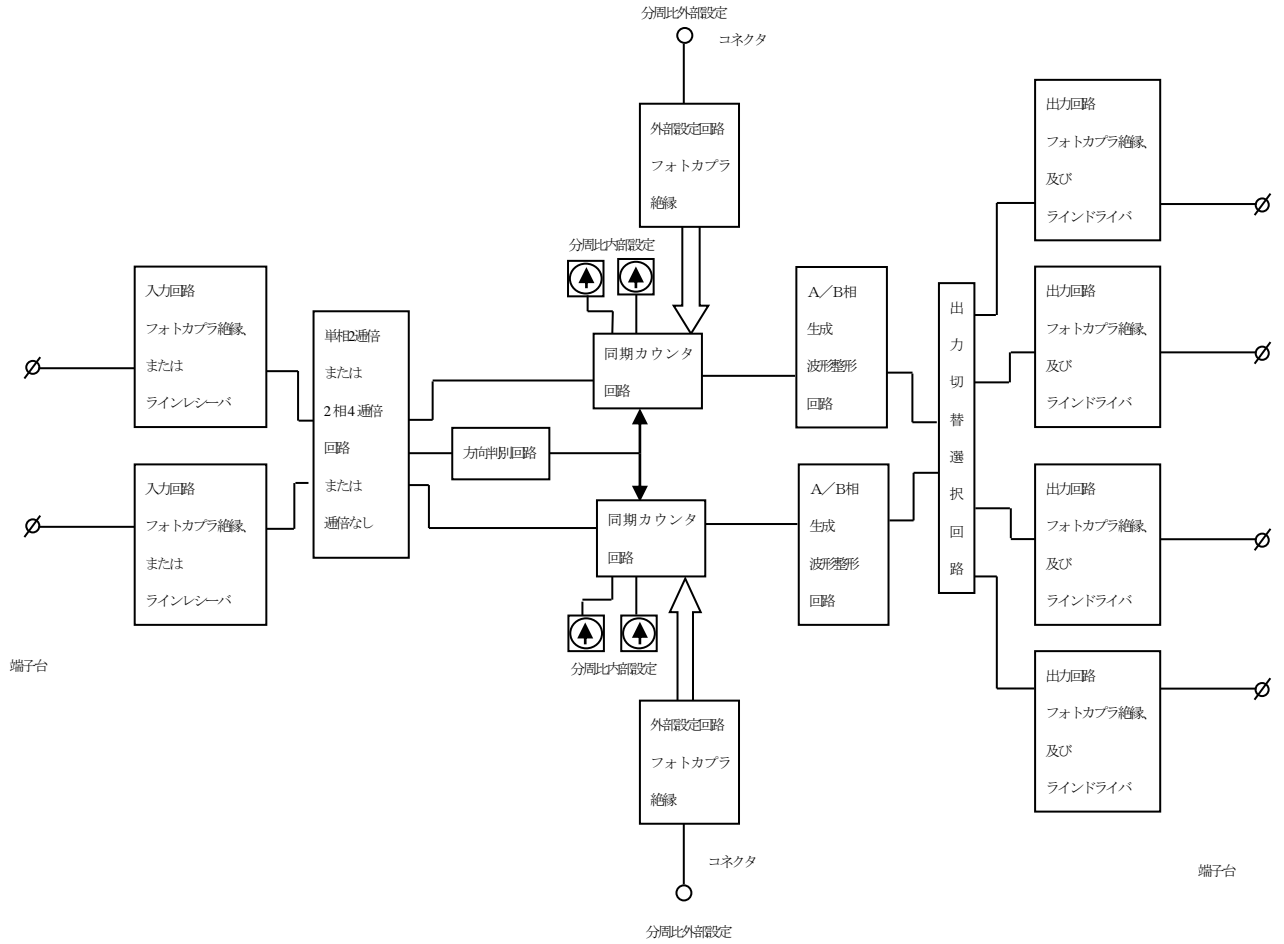 分周比外部設定
コネクタ
外部設定回路
フォトカプラ
絶縁
分周比内部設定
入力回路
フォトカプラ絶縁、
または
ラインレシーバ
入力回路
フォトカプラ絶縁、
または
ラインレシーバ
端子台
単相2逓倍
または
2相4逓倍
回路
または
逓倍なし
方向判別回路
同期カウンタ
回路
同期カウンタ
回路
分周比内部設定
外部設定回路
フォトカプラ
絶縁
コネクタ
分周比外部設定
A/B相
生成
波形整形
回路
A/B相
生成
波形整形
回路
出力切替選択回路
出力回路
フォトカプラ絶縁、
及び
ラインドライバ
出力回路
フォトカプラ絶縁、
及び
ラインドライバ
出力回路
フォトカプラ絶縁、
及び
ラインドライバ
出力回路
フォトカプラ絶縁、
及び
ラインドライバ
端子台